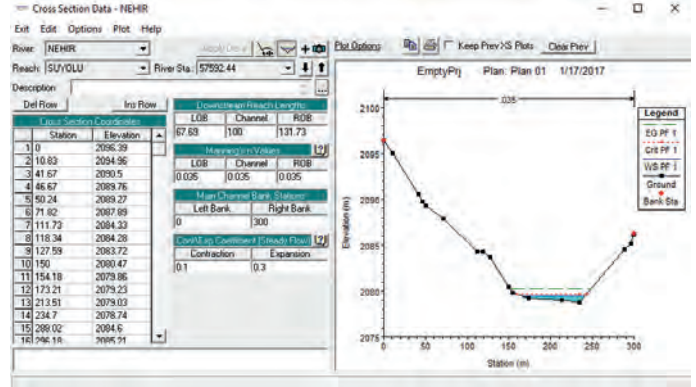 Cross Section Data - NEHIR
Exit Edit Options Plot Help
River: NEHIR
Apply Data
Plot Options
Keep Prev XS Plots Clear Prev
Reach: SUYOLU River Sta.: 57592.44
Description
Del Row Ins Row
Cross Section Coordinates
Station Elevation
1 0 2096.39
2 10.83 2094.96
3 41.67 2090.5
4 46.67 2089.76
5 50.24 2089.27
6 71.82 2087.89
7 111.73 2084.33
8 118.34 2084.28
9 127.59 2083.72
10 150 2080.47
11 154.18 2079.86
12 173.21 2079.23
13 213.51 2079.03
14 234.7 2078.74
15 288.02 2084.6
16 296.18 2085.21
Downstream Reach Lengths
LOB Channel ROB
67.69 100 131.73
Manning's n Values
LOB Channel ROB
0.035 0.035 0.035
Main Channel Bank Stations
Left Bank Right Bank
0 300
Cont\Exp Coefficient (Steady Flow)
Contraction Expansion
0.1 0.3
EmptyPrj Plan: Plan 01 1/17/2017
.035
2100
2095
2090
2085
2080
2075
Elevation (m)
0 50 100 150 200 250 300
Station (m)
Legend
EG PF 1
Crit PF 1
WS PF 1
Ground
Bank Sta